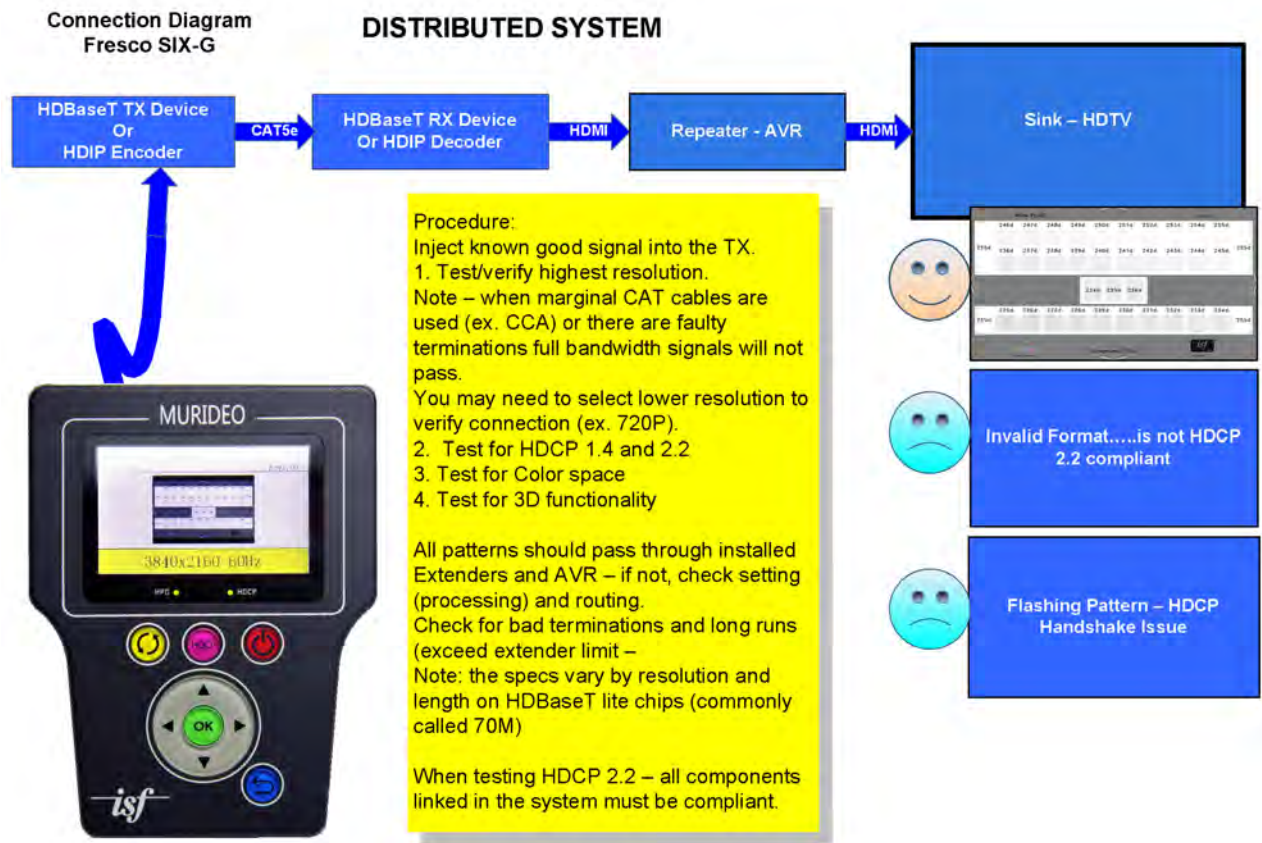 Connection Diagram
Fresco SIX-G
DISTRIBUTED SYSTEM
HDBaseT TX Device
Or
HDIP Encoder
CAT5e
HDBaseT RX Device
Or HDIP Decoder
HDMI
Repeater - AVR
HDMI
Sink – HDTV
Procedure:
Inject known good signal into the TX.
1. Test/verify highest resolution.
Note – when marginal CAT cables are
used (ex. CCA) or there are faulty
terminations full bandwidth signals will not
pass.
You may need to select lower resolution to
verify connection (ex. 720P).
2. Test for HDCP 1.4 and 2.2
3. Test for Color space
4. Test for 3D functionality
All patterns should pass through installed
Extenders and AVR – if not, check setting
(processing) and routing.
Check for bad terminations and long runs
(exceed extender limit –
Note: the specs vary by resolution and
length on HDBaseT lite chips (commonly
called 70M)
When testing HDCP 2.2 – all components
linked in the system must be compliant.
isf
Invalid Format.....is not HDCP
2.2 compliant
Flashing Pattern – HDCP
Handshake Issue
MURIDEO
3840x2160 60Hz
HPD
HDCP
OK
isf